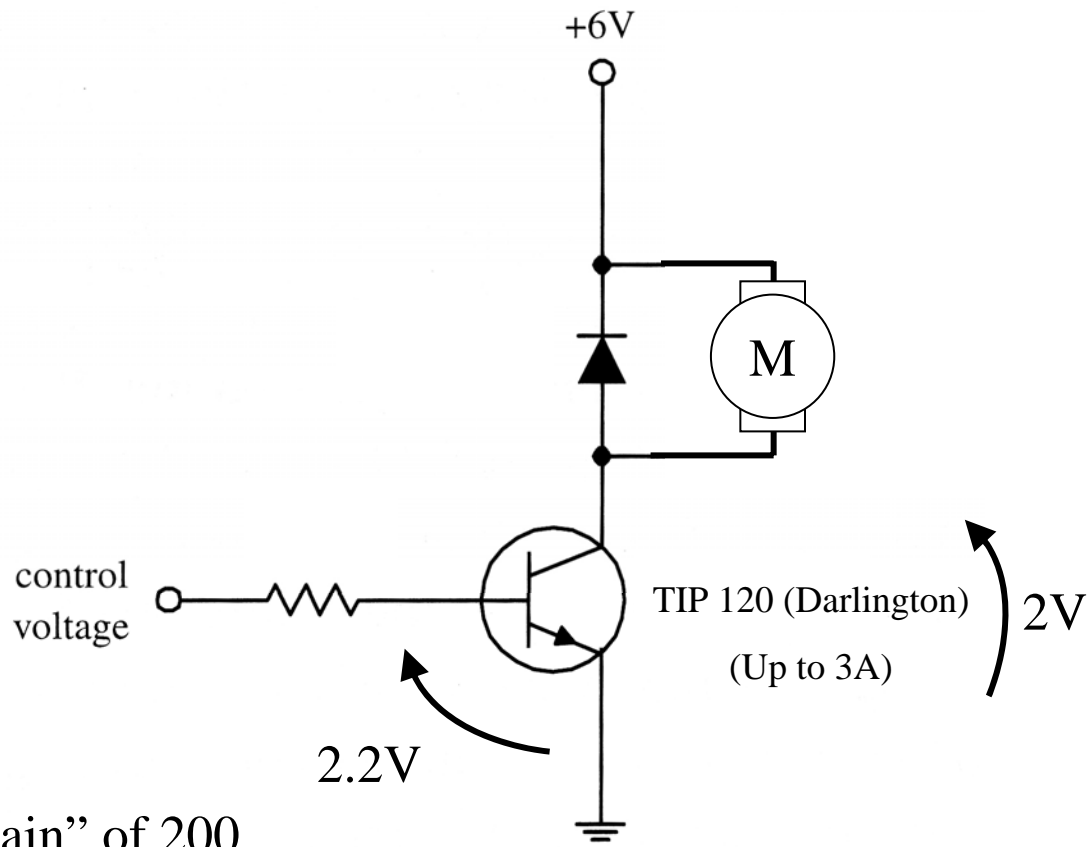 +6V
M
control
voltage
TIP 120 (Darlington)
(Up to 3A)
2V
2.2V
ain” of 200